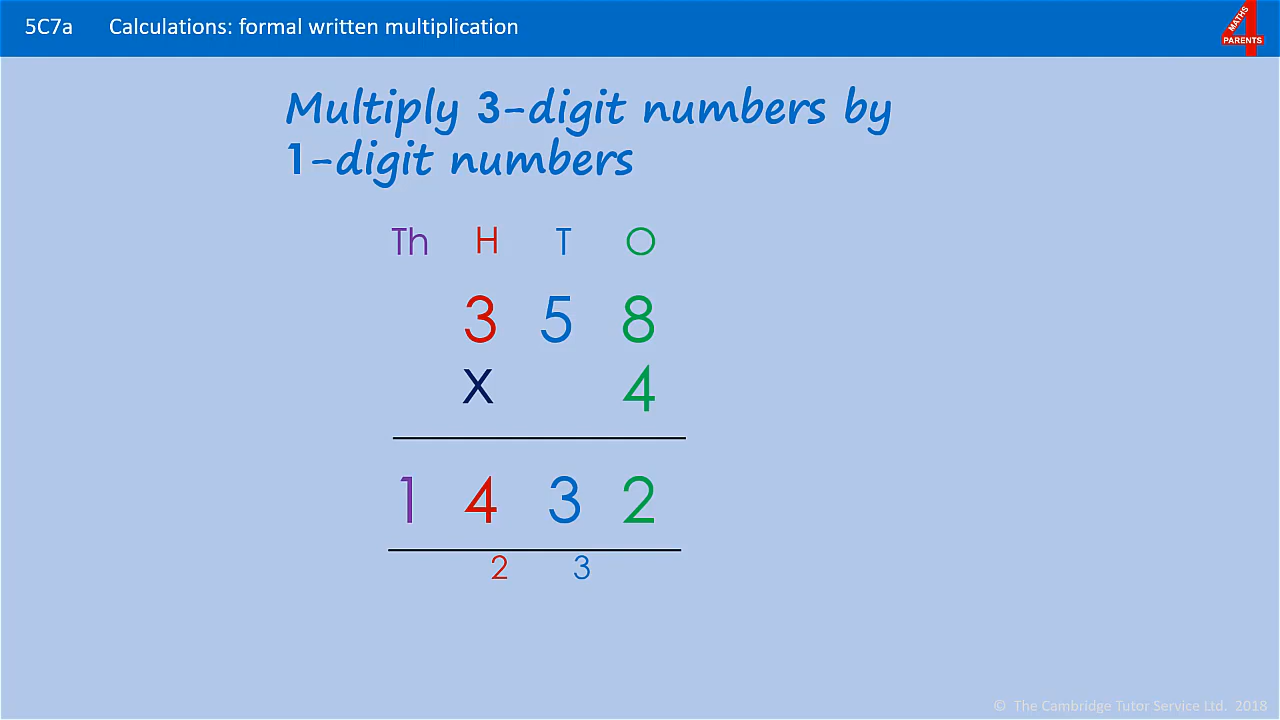 5C7a Calculations: formal written multiplication
MATHS
4
PARENTS
Multiply 3-digit numbers by
1-digit numbers
Th H T O
3 5 8
x 4
1 4 3 2
2 3
© The Cambridge Tutor Service Ltd. 2018